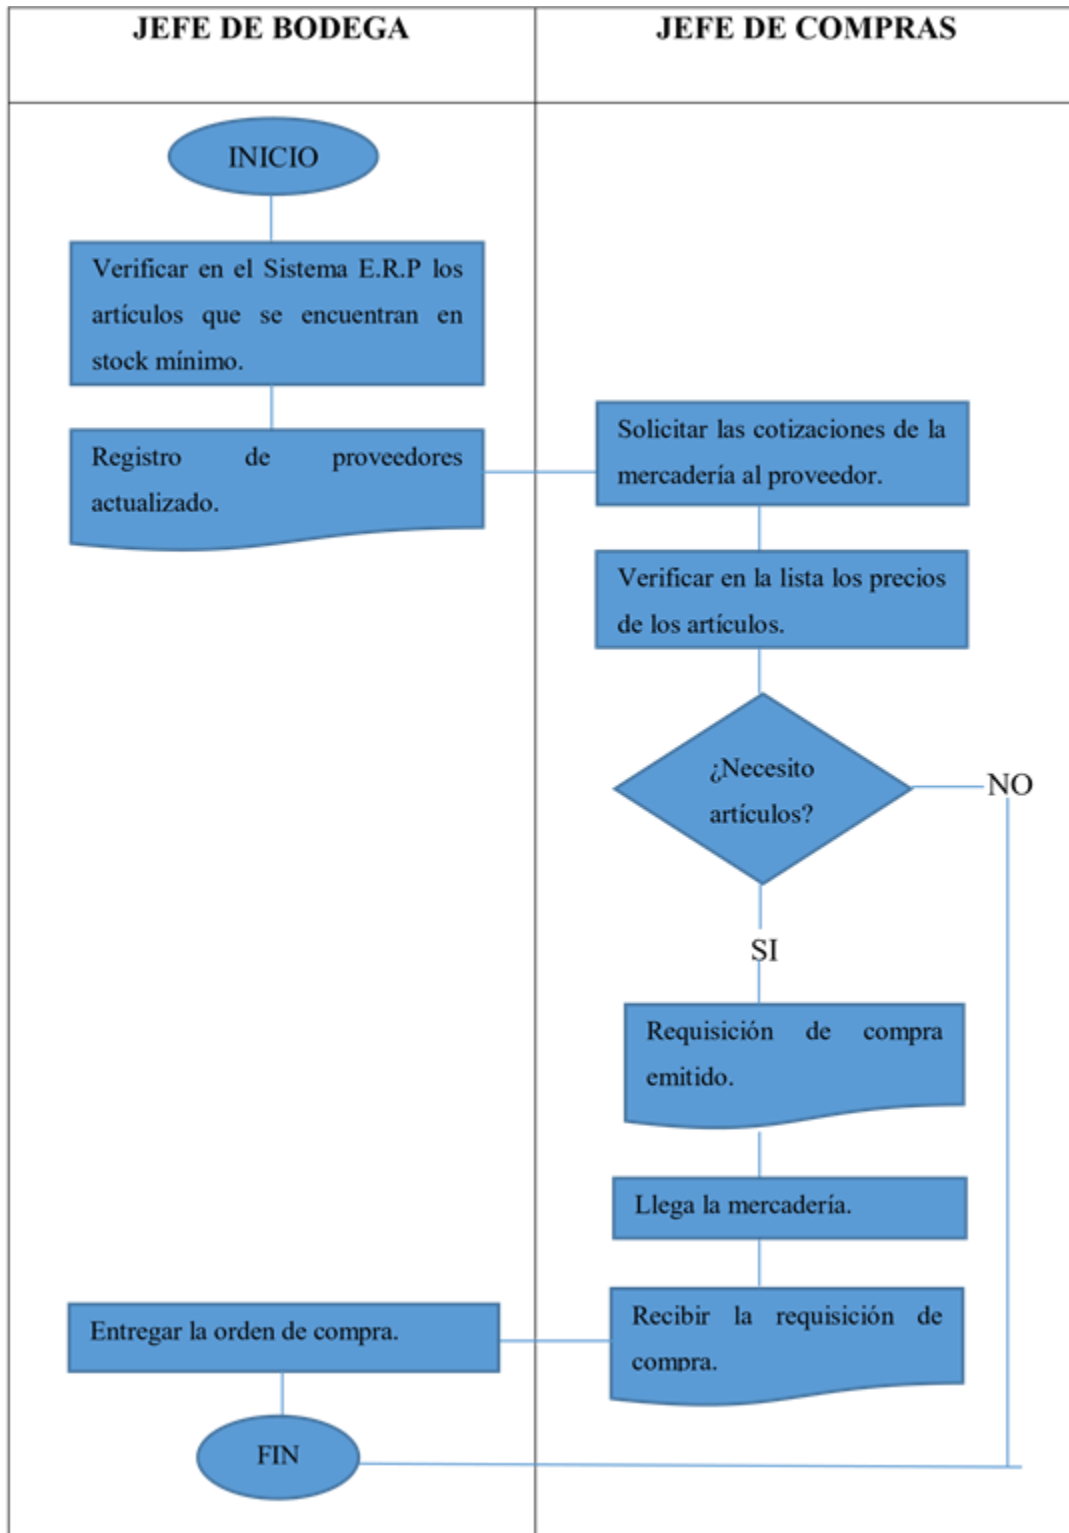 JEFE DE BODEGA
JEFE DE COMPRAS
INICIO
Verificar en el Sistema E.R.P los
artículos que se encuentran en
stock mínimo.
Registro de proveedores
actualizado.
Solicitar las cotizaciones de la
mercadería al proveedor.
Verificar en la lista los precios
de los artículos.
¿Necesito
artículos?
NO
SI
Requisición de compra
emitido.
Llega la mercadería.
Recibir la requisición de
compra.
Entregar la orden de compra.
FIN